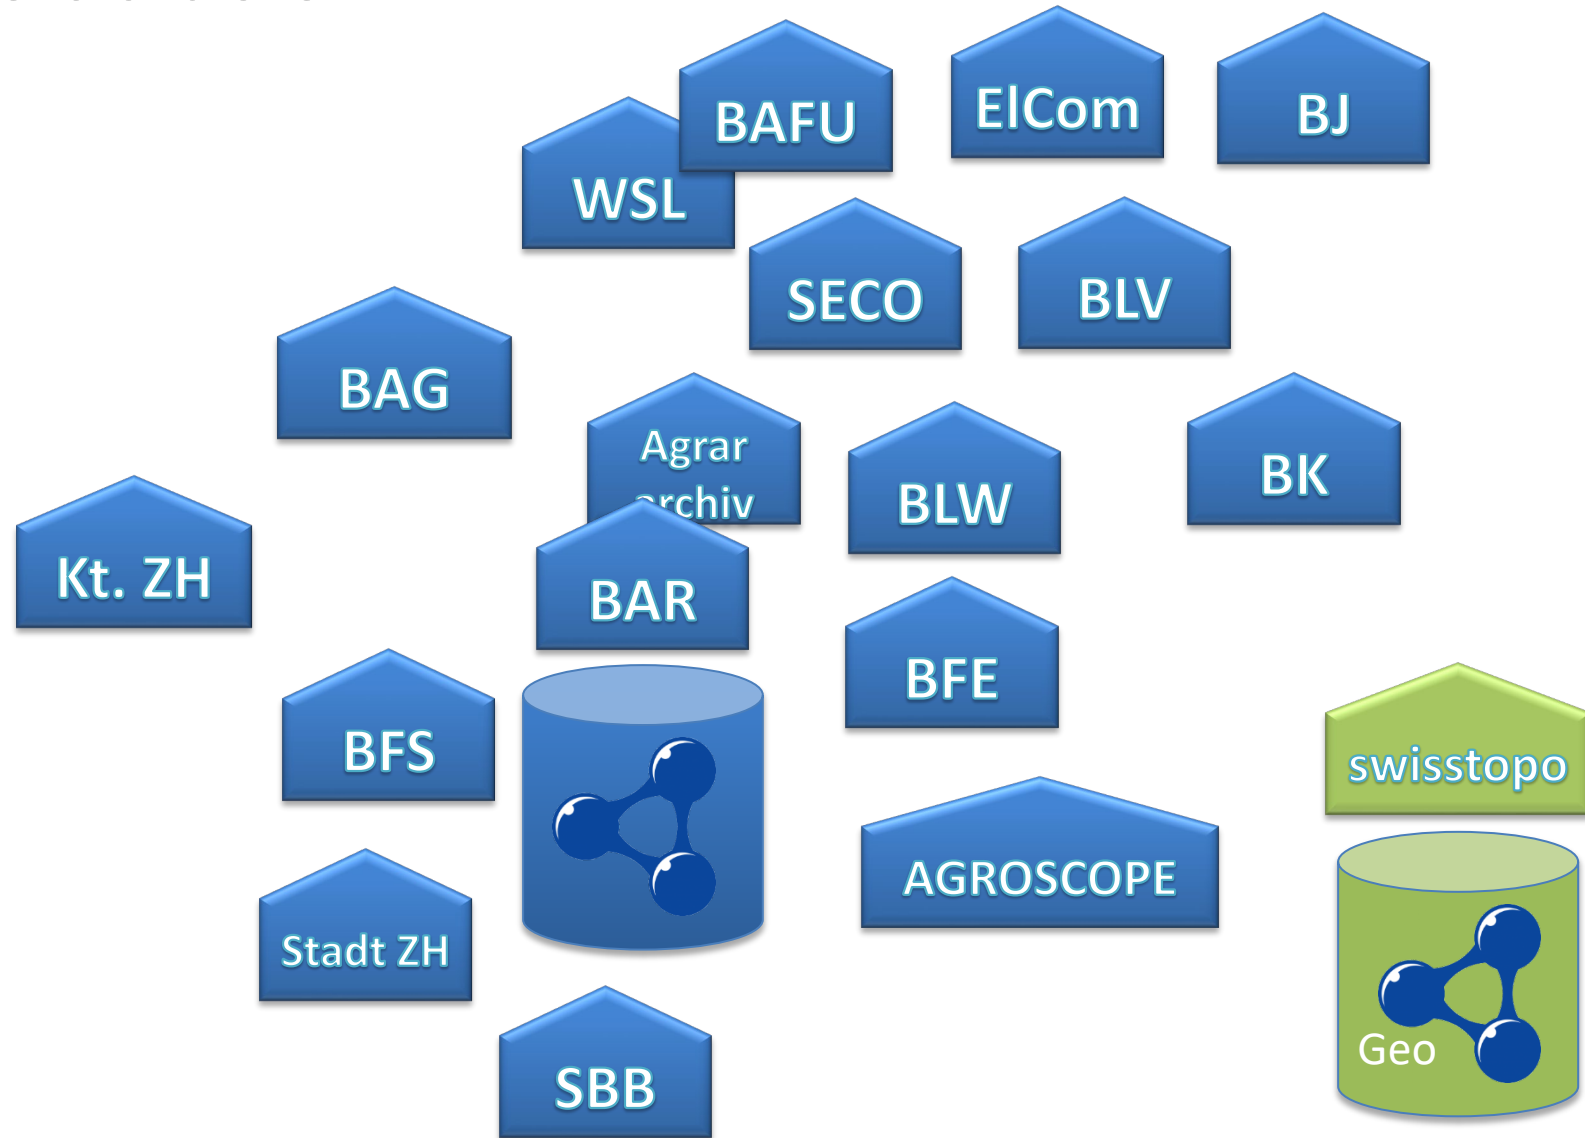 BAFU
ElCom
BJ
WSL
SECO
BLV
BAG
Agrar
archiv
BLW
BK
Kt. ZH
BAR
BFE
BFS
swisstopo
AGROSCOPE
Stadt ZH
Geo
SBB